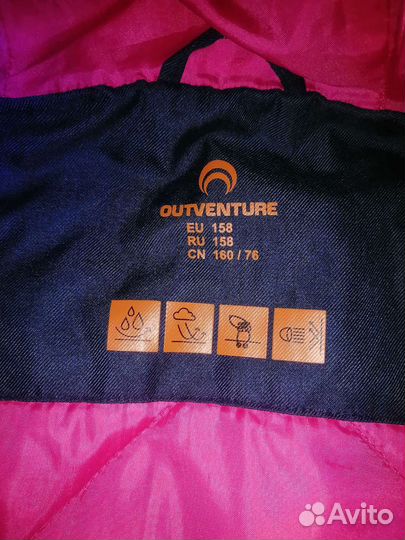 OUTVENTURE
EU 158
RU 158
CN 160 / 76
Avito